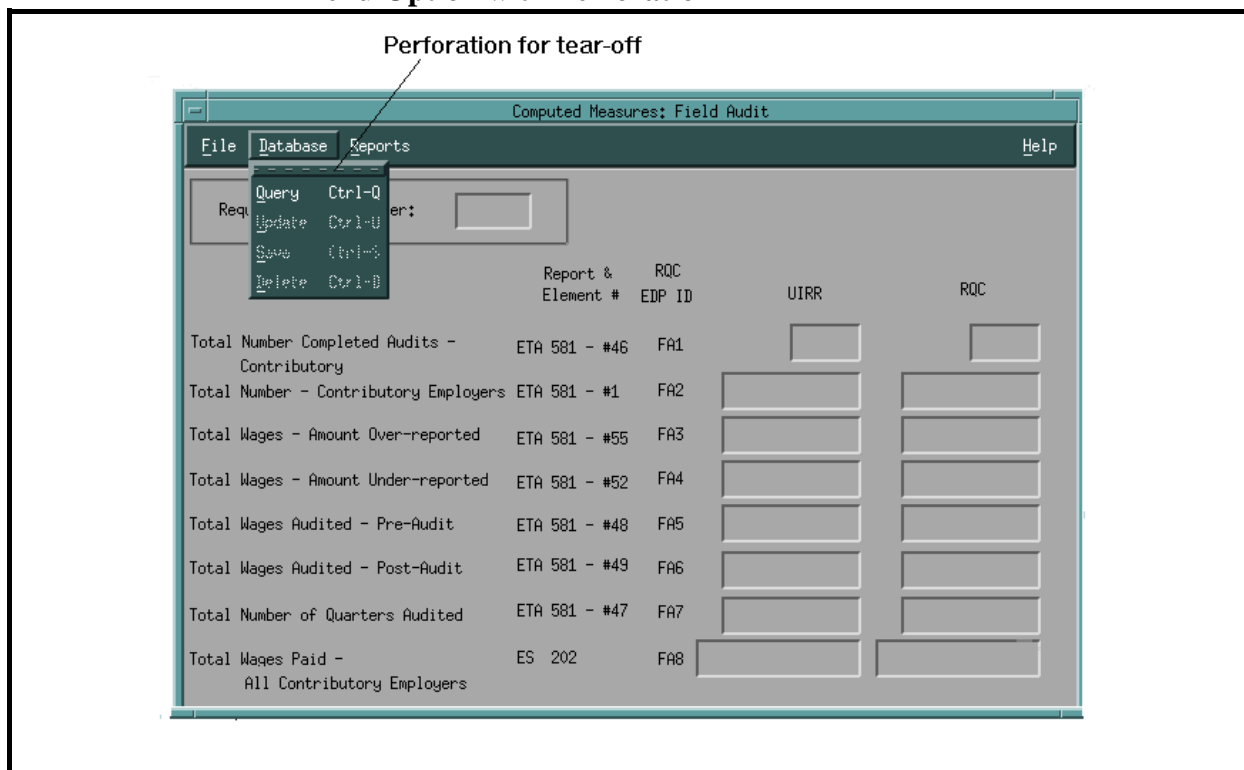 Perforation for tear-off
Computed Measures: Field Audit
File Database Reports Help
Query Ctrl-Q
Update Ctrl-U
Save Ctrl-S
Delete Ctrl-D
er:
Report & RQC
Element # EDP ID UIRR RQC
Total Number Completed Audits - ETA 581 - #46 FA1
Contributory
Total Number - Contributory Employers ETA 581 - #1 FA2
Total Wages - Amount Over-reported ETA 581 - #55 FA3
Total Wages - Amount Under-reported ETA 581 - #52 FA4
Total Wages Audited - Pre-Audit ETA 581 - #48 FA5
Total Wages Audited - Post-Audit ETA 581 - #49 FA6
Total Number of Quarters Audited ETA 581 - #47 FA7
Total Wages Paid - ES 202 FA8
All Contributory Employers